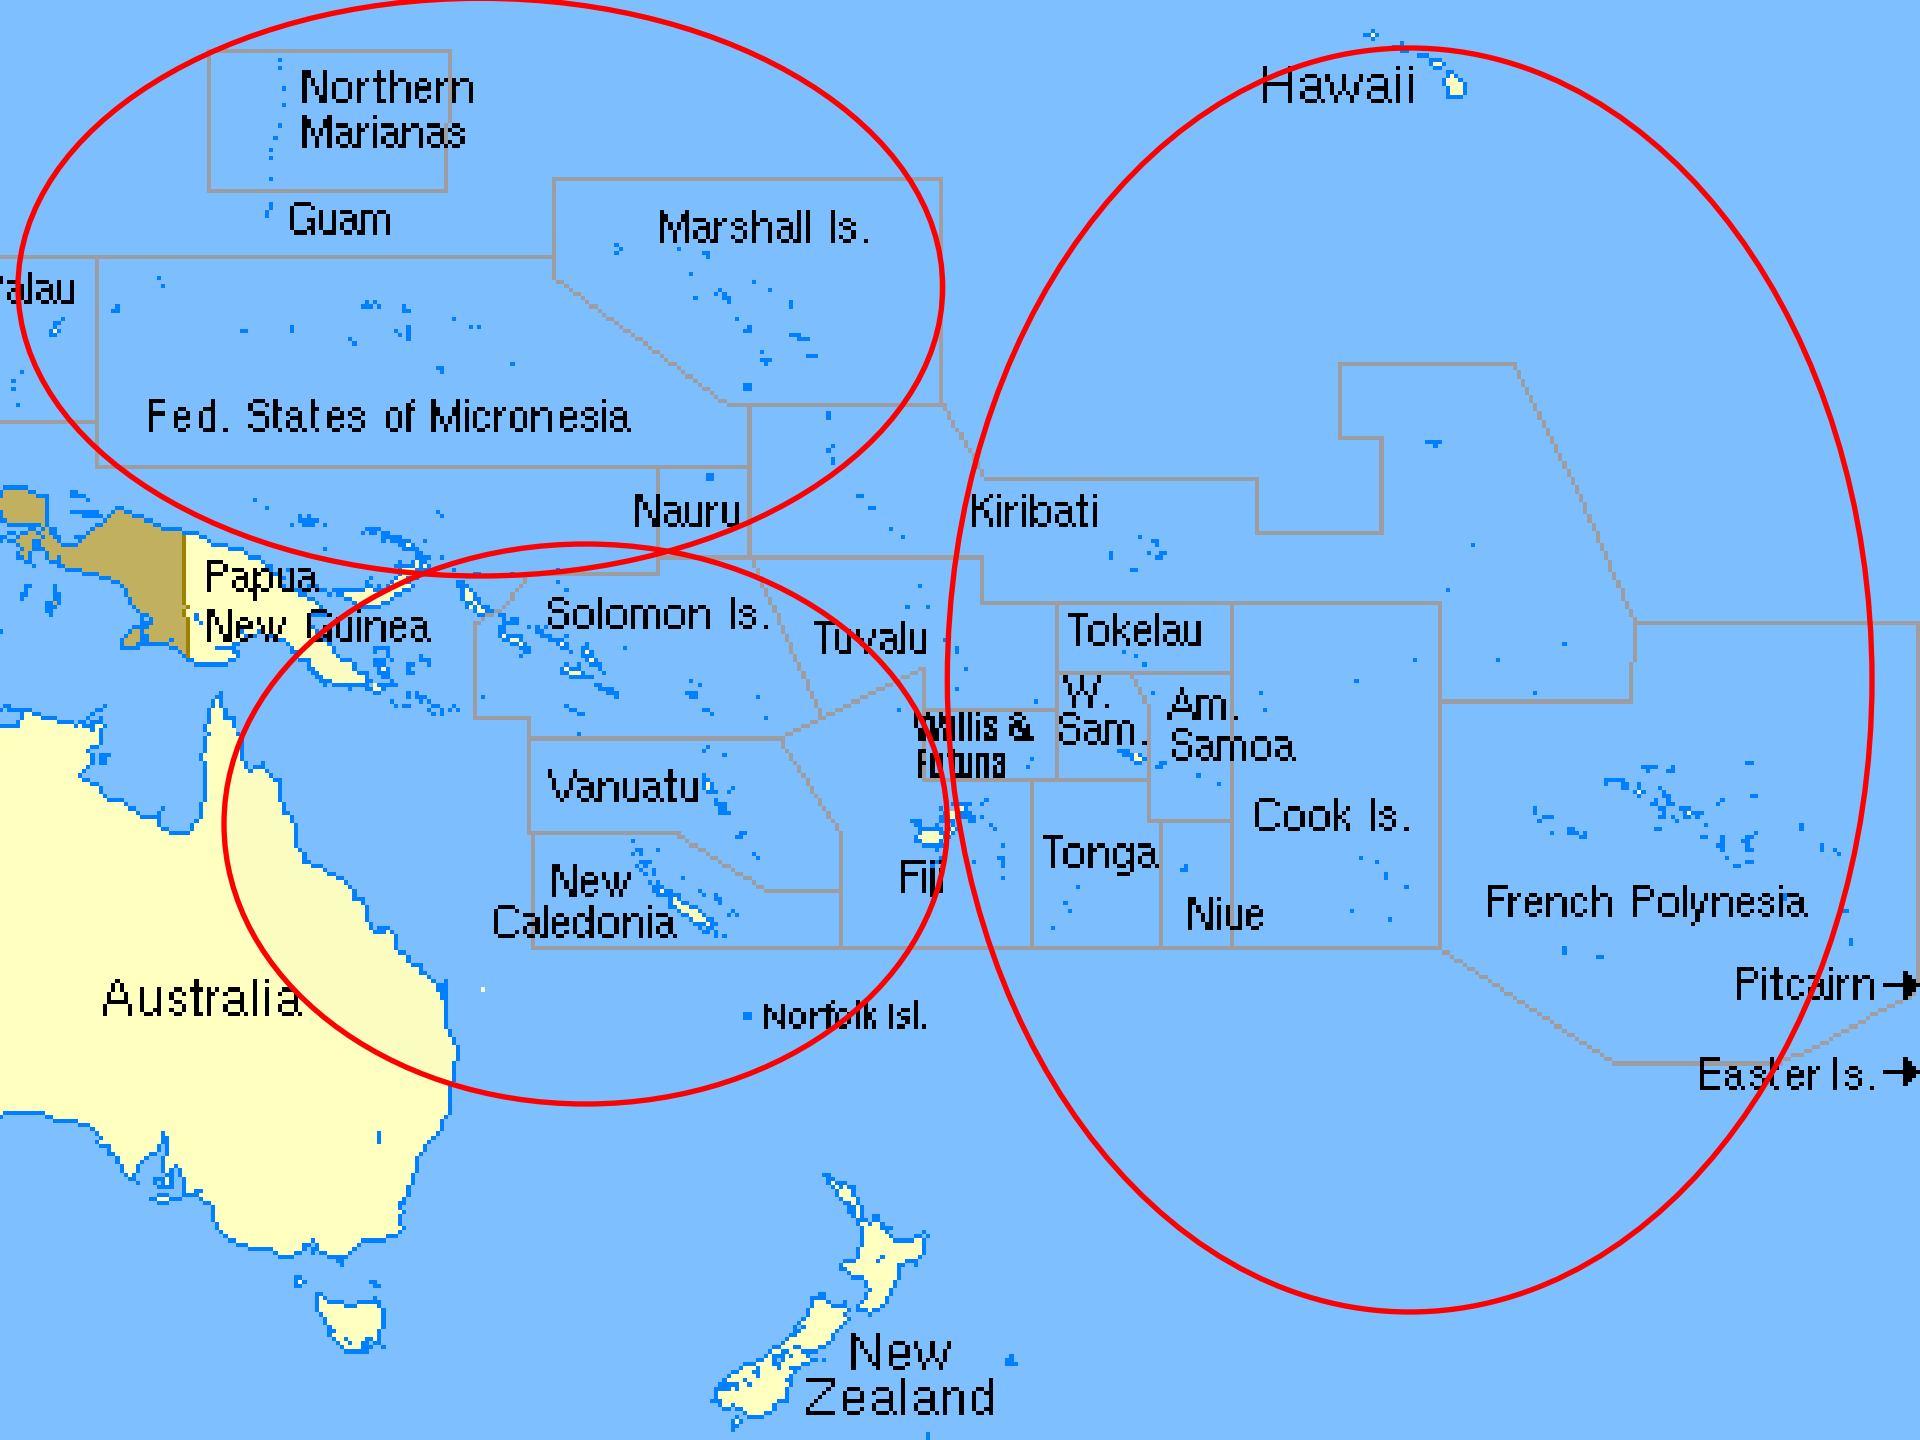 Hawaii
Northern
Marianas
Guam
Marshall Is.
alau
Fed. States of Micronesia
Nauru
Kiribati
Papua
New Guinea
Solomon Is.
Tuvalu
Tokelau
W.
Sam.
Am.
Samoa
Wallis &
Futuna
Vanuatu
Cook Is.
Tonga
New
Caledonia
Fiji
Niue
French Polynesia
Pitcairn
Australia
Norfolk Isl.
Easter Is.
New
Zealand